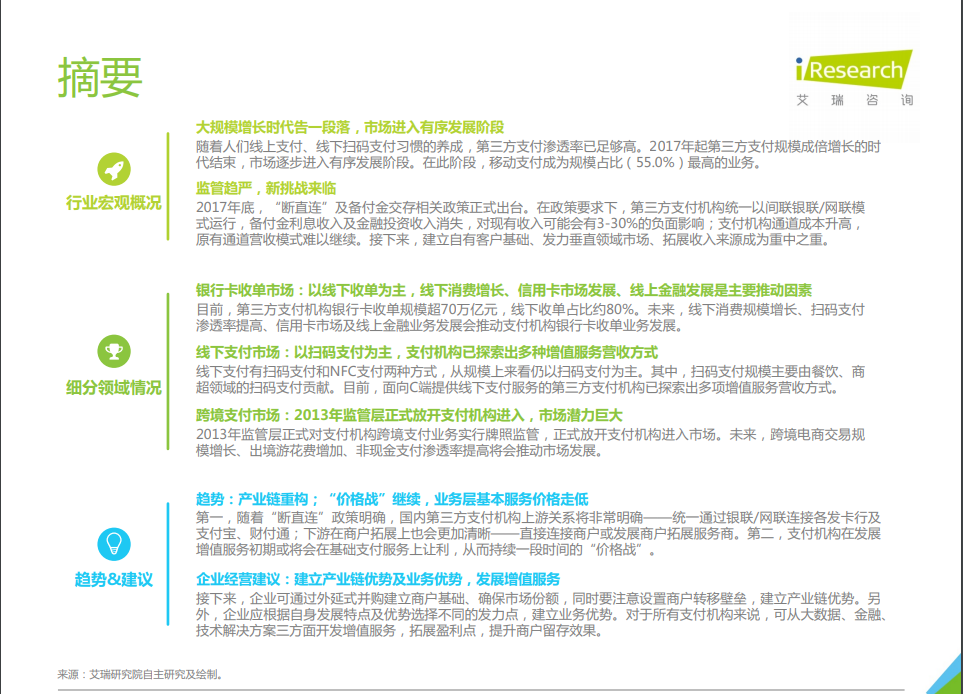 摘要
iResearch
艾 瑞 咨 询
行业宏观概况
大规模增长时代告一段落，市场进入有序发展阶段
随着人们线上支付、线下扫码支付习惯的养成，第三方支付渗透率已足够高。2017年起第三方支付规模成倍增长的时
代结束，市场逐步进入有序发展阶段。在此阶段，移动支付成为规模占比（55.0%）最高的业务。
监管趋严，新挑战来临
2017年底，“断直连”及备付金交存相关政策正式出台。在政策要求下，第三方支付机构统一以间联银联/网联模
式运行，备付金利息收入及金融投资收入消失，对现有收入可能会有3-30%的负面影响；支付机构通道成本升高，
原有通道营收模式难以继续。接下来，建立自有客户基础、发力垂直领域市场、拓展收入来源成为重中之重。
细分领域情况
银行卡收单市场：以线下收单为主，线下消费增长、信用卡市场发展、线上金融发展是主要推动因素
目前，第三方支付机构银行卡收单规模超70万亿元，线下收单占比约80%。未来，线下消费规模增长、扫码支付
渗透率提高、信用卡市场及线上金融业务发展会推动支付机构银行卡收单业务发展。
线下支付市场：以扫码支付为主，支付机构已探索出多种增值服务营收方式
线下支付有扫码支付和NFC支付两种方式，从规模上来看仍以扫码支付为主。其中，扫码支付规模主要由餐饮、商
超领域的扫码支付贡献。目前，面向C端提供线下支付服务的第三方支付机构已探索出多项增值服务营收方式。
跨境支付市场：2013年监管层正式放开支付机构进入，市场潜力巨大
2013年监管层正式对支付机构跨境支付业务实行牌照监管，正式放开支付机构进入市场。未来，跨境电商交易规
模增长、出境游花费增加、非现金支付渗透率提高将会推动市场发展。
趋势&建议
趋势：产业链重构；“价格战”继续，业务层基本服务价格走低
第一，随着“断直连”政策明确，国内第三方支付机构上游关系将非常明确——统一通过银联/网联连接各发卡行及
支付宝、财付通；下游在商户拓展上也会更加清晰——直接连接商户或发展商户拓展服务商。第二，支付机构在发展
增值服务初期或将会在基础支付服务上让利，从而持续一段时间的“价格战”。
企业经营建议：建立产业链优势及业务优势，发展增值服务
接下来，企业可通过外延式并购建立商户基础、确保市场份额，同时要注意设置商户转移壁垒，建立产业链优势。另
外，企业应根据自身发展特点及优势选择不同的发力点，建立业务优势。对于所有支付机构来说，可从大数据、金融、
技术解决方案三方面开发增值服务，拓展盈利点，提升商户留存效果。
来源：艾瑞研究院自主研究及绘制。